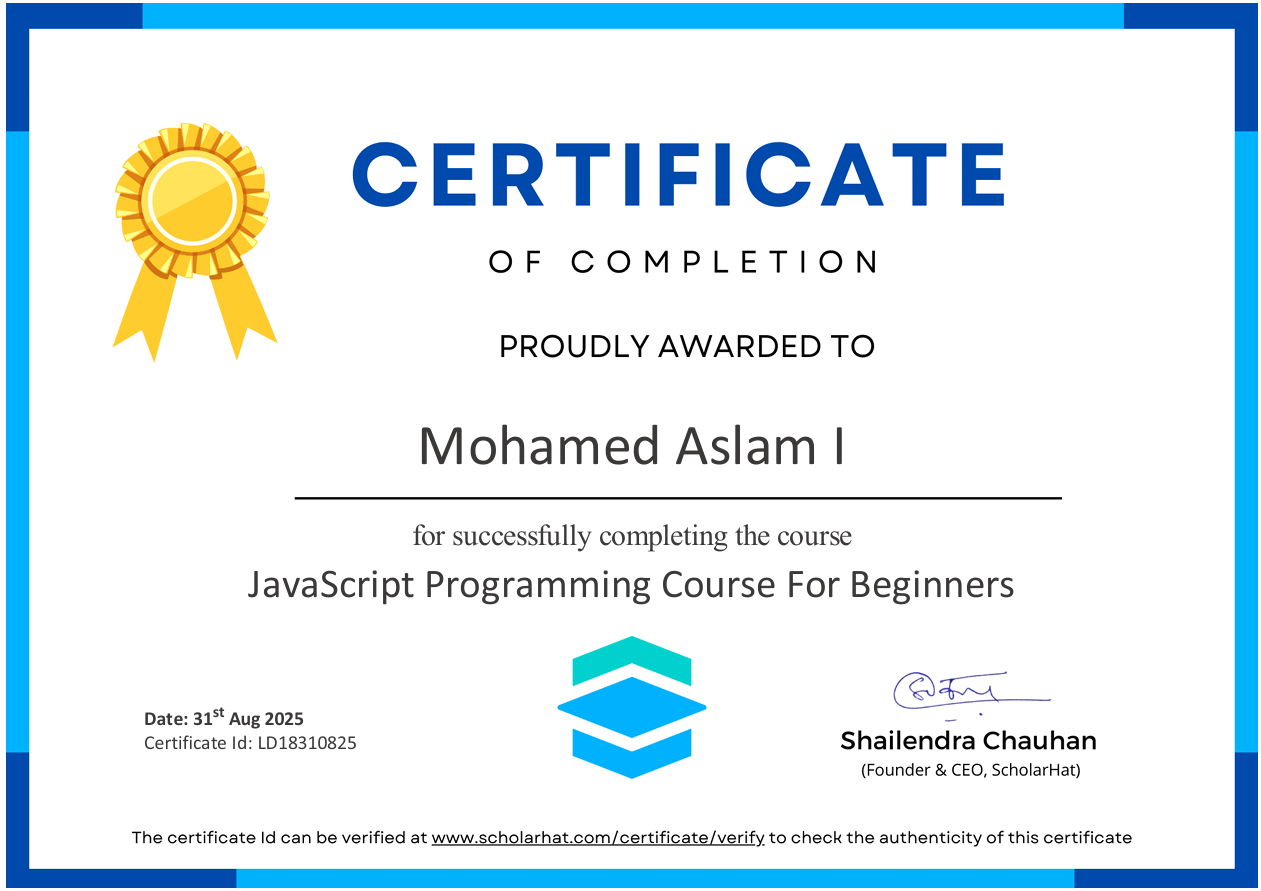 CERTIFICATE
OF COMPLETION
PROUDLY AWARDED TO
Mohamed Aslam I
for successfully completing the course
JavaScript Programming Course For Beginners
Date: 31st Aug 2025
Certificate Id: LD18310825
Shailendra Chauhan
(Founder & CEO, ScholarHat)
The certificate Id can be verified at www.scholarhat.com/certificate/verify to check the authenticity of this certificate